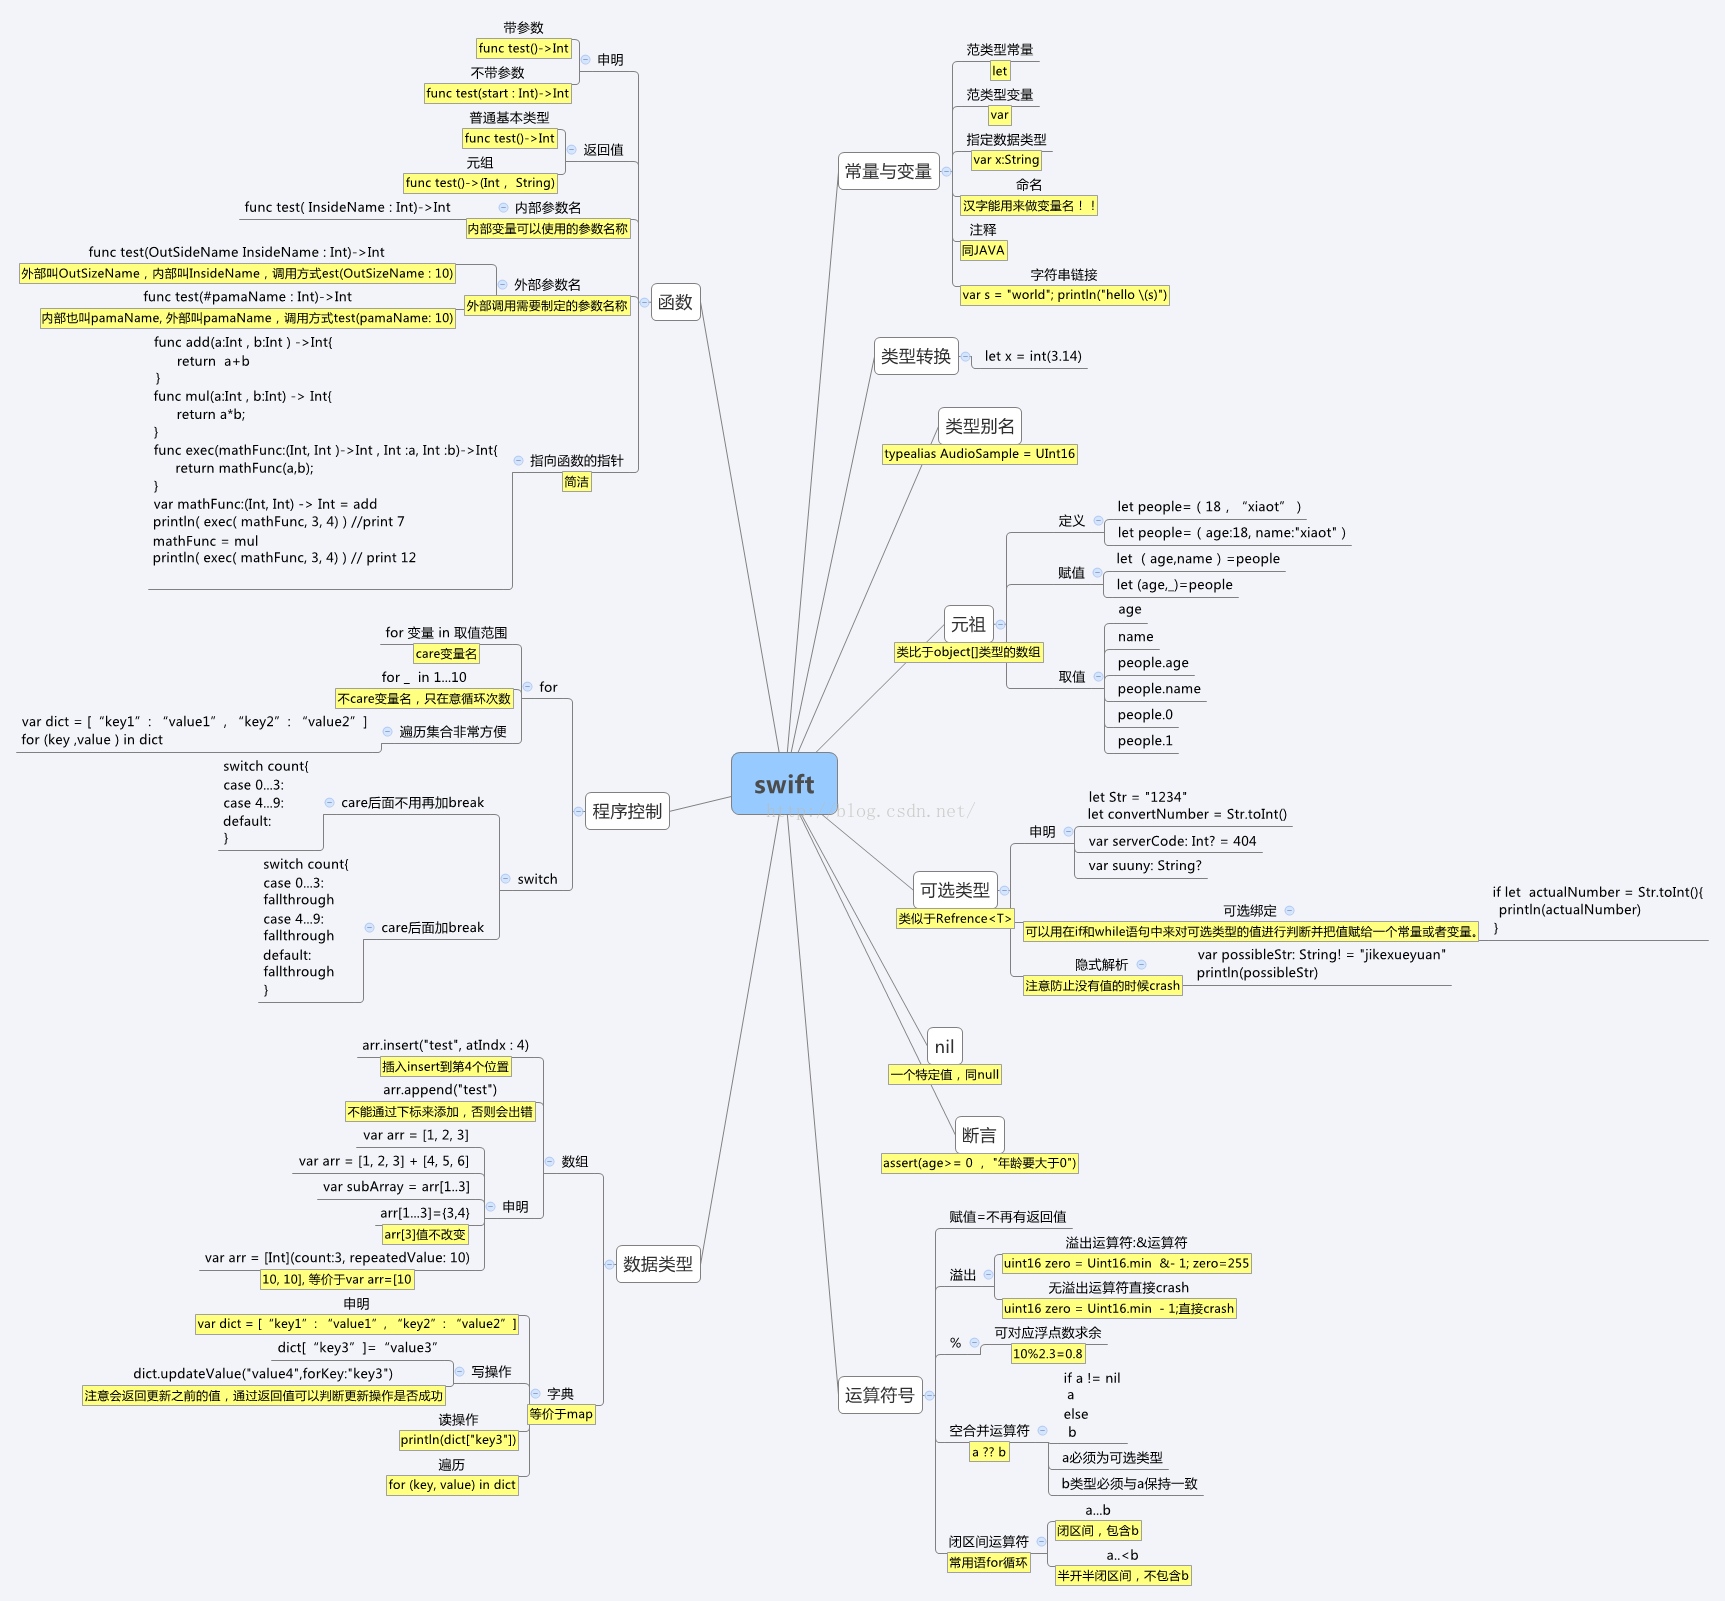 swift
http://blog.csdn.net/
常量与变量
范类型常量
let
范类型变量
var
指定数据类型
var x:String
命名
汉字能用来做变量名！！
注释
同JAVA
字符串链接
var s = "world"; println("hello \(s)")
类型转换
let x = int(3.14)
类型别名
typealias AudioSample = UInt16
元祖
类比于object[]类型的数组
定义
let people= ( 18 , “xiaot” )
let people= ( age:18, name:"xiaot" )
赋值
let ( age,name ) =people
let (age,_)=people
取值
age
name
people.age
people.name
people.0
people.1
可选类型
类似于Refrence<T>
申明
let Str = "1234"
let convertNumber = Str.toInt()
var serverCode: Int? = 404
var suuny: String?
可选绑定
可以用在if和while语句中来对可选类型的值进行判断并把值赋给一个常量或者变量。
if let actualNumber = Str.toInt(){
println(actualNumber)
}
隐式解析
注意防止没有值的时候crash
var possibleStr: String! = "jikexueyuan"
println(possibleStr)
nil
一个特定值，同null
断言
assert(age>= 0 ， "年龄要大于0")
运算符号
赋值=不再有返回值
溢出
溢出运算符:&运算符
uint16 zero = Uint16.min &- 1; zero=255
无溢出运算符直接crash
uint16 zero = Uint16.min - 1;直接crash
%
可对应浮点数求余
10%2.3=0.8
空合并运算符
a ?? b
if a != nil
a
else
b
a必须为可选类型
b类型必须与a保持一致
闭区间运算符
常用语for循环
a...b
闭区间，包含b
a..<b
半开半闭区间，不包含b
函数
申明
带参数
func test()->Int
不带参数
func test(start : Int)->Int
返回值
普通基本类型
func test()->Int
元组
func test()->(Int ， String)
内部参数名
内部变量可以使用的参数名称
func test( InsideName : Int)->Int
外部参数名
外部调用需要制定的参数名称
func test(OutSideName InsideName : Int)->Int
外部叫OutSizeName，内部叫InsideName，调用方式est(OutSizeName : 10)
func test(#pamaName : Int)->Int
内部也叫pamaName, 外部叫pamaName，调用方式test(pamaName: 10)
指向函数的指针
简洁
func add(a:Int , b:Int ) ->Int{
return a+b
}
func mul(a:Int , b:Int) -> Int{
return a*b;
}
func exec(mathFunc:(Int, Int )->Int , Int :a, Int :b)->Int{
return mathFunc(a,b);
}
var mathFunc:(Int, Int) -> Int = add
println( exec( mathFunc, 3, 4) ) //print 7
mathFunc = mul
println( exec( mathFunc, 3, 4) ) // print 12
程序控制
for
for 变量 in 取值范围
care变量名
for _ in 1...10
不care变量名，只在意循环次数
遍历集合非常方便
var dict = [“key1”: “value1”, “key2”: “value2”]
for (key ,value ) in dict
switch
care后面不用再加break
switch count{
case 0...3:
case 4...9:
default:
}
care后面加break
switch count{
case 0...3:
fallthrough
case 4...9:
fallthrough
default:
fallthrough
}
数据类型
数组
arr.insert("test", atIndx : 4)
插入insert到第4个位置
arr.append("test")
不能通过下标来添加，否则会出错
申明
var arr = [1, 2, 3]
var arr = [1, 2, 3] + [4, 5, 6]
var subArray = arr[1..3]
arr[1...3]={3,4}
arr[3]值不改变
var arr = [Int](count:3, repeatedValue: 10)
10, 10], 等价于var arr=[10
字典
等价于map
申明
var dict = [“key1”: “value1”, “key2”: “value2”]
写操作
dict[“key3”]=“value3”
dict.updateValue("value4",forKey:"key3")
注意会返回更新之前的值，通过返回值可以判断更新操作是否成功
读操作
println(dict["key3"])
遍历
for (key, value) in dict